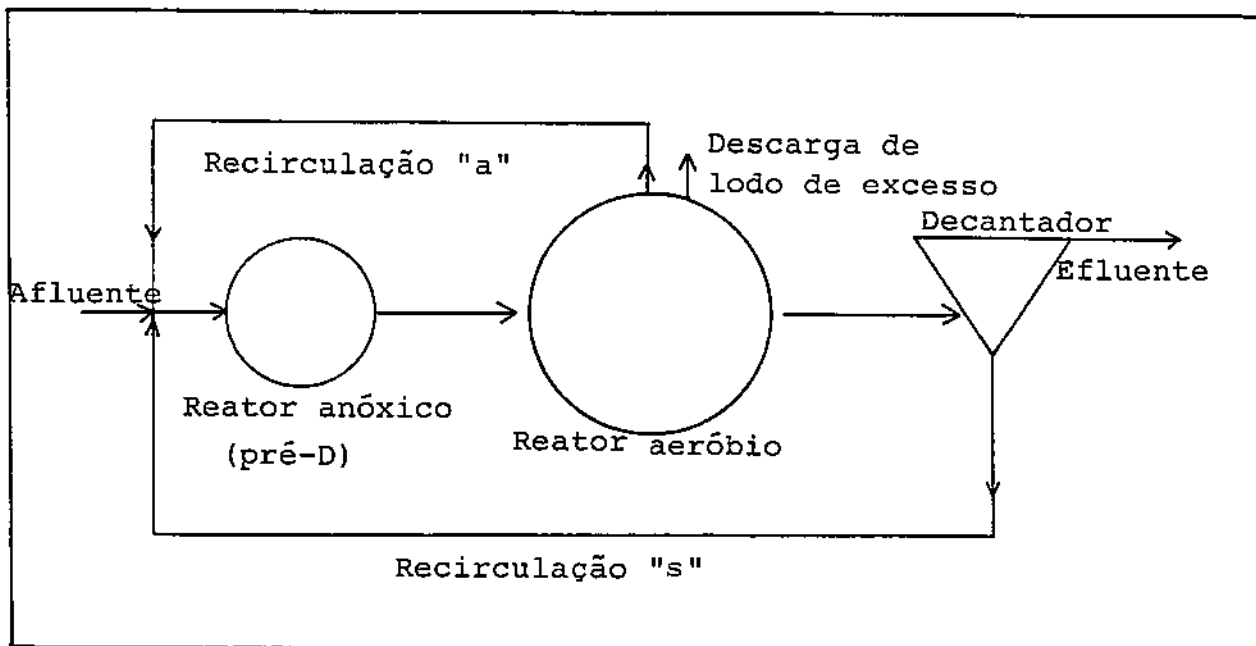 Descarga de
lodo de excesso
Recirculação "a"
Decantador
Efluente
Afluente
Reator anóxico
(pré-D)
Reator aeróbio
Recirculação "s"